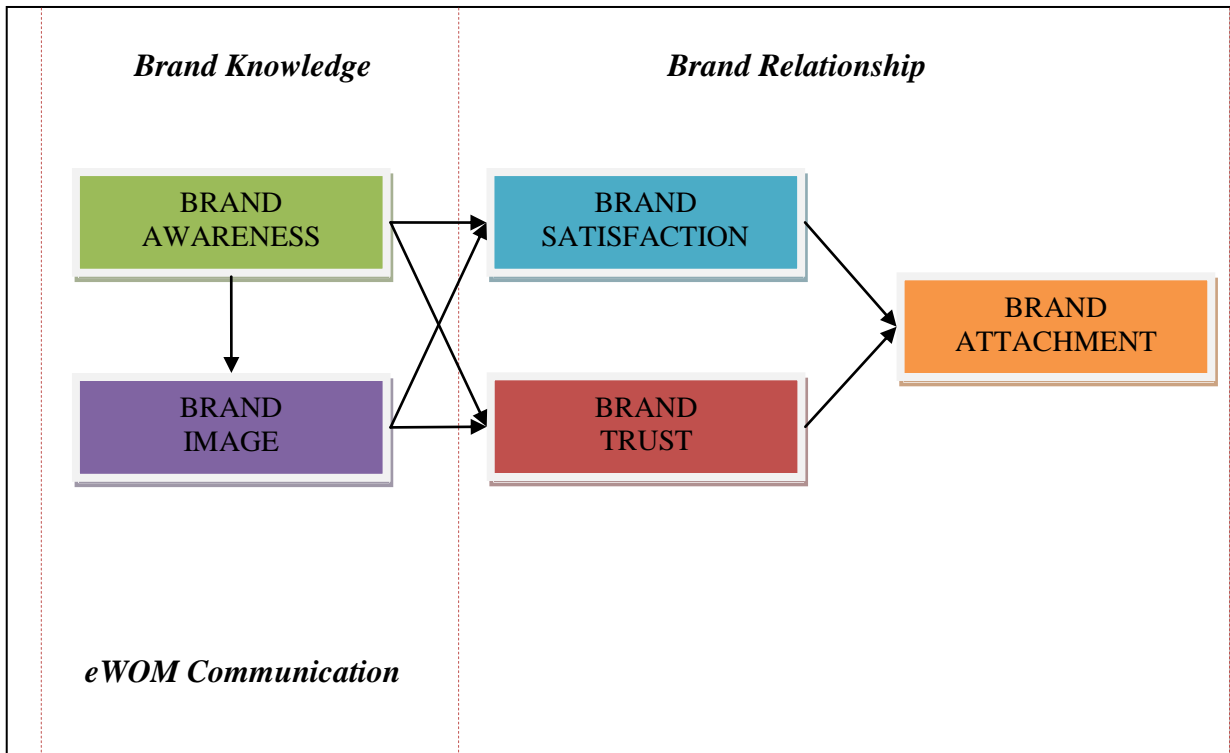 Brand Knowledge
Brand Relationship
BRAND
AWARENESS
BRAND
SATISFACTION
BRAND
ATTACHMENT
BRAND
IMAGE
BRAND
TRUST
eWOM Communication